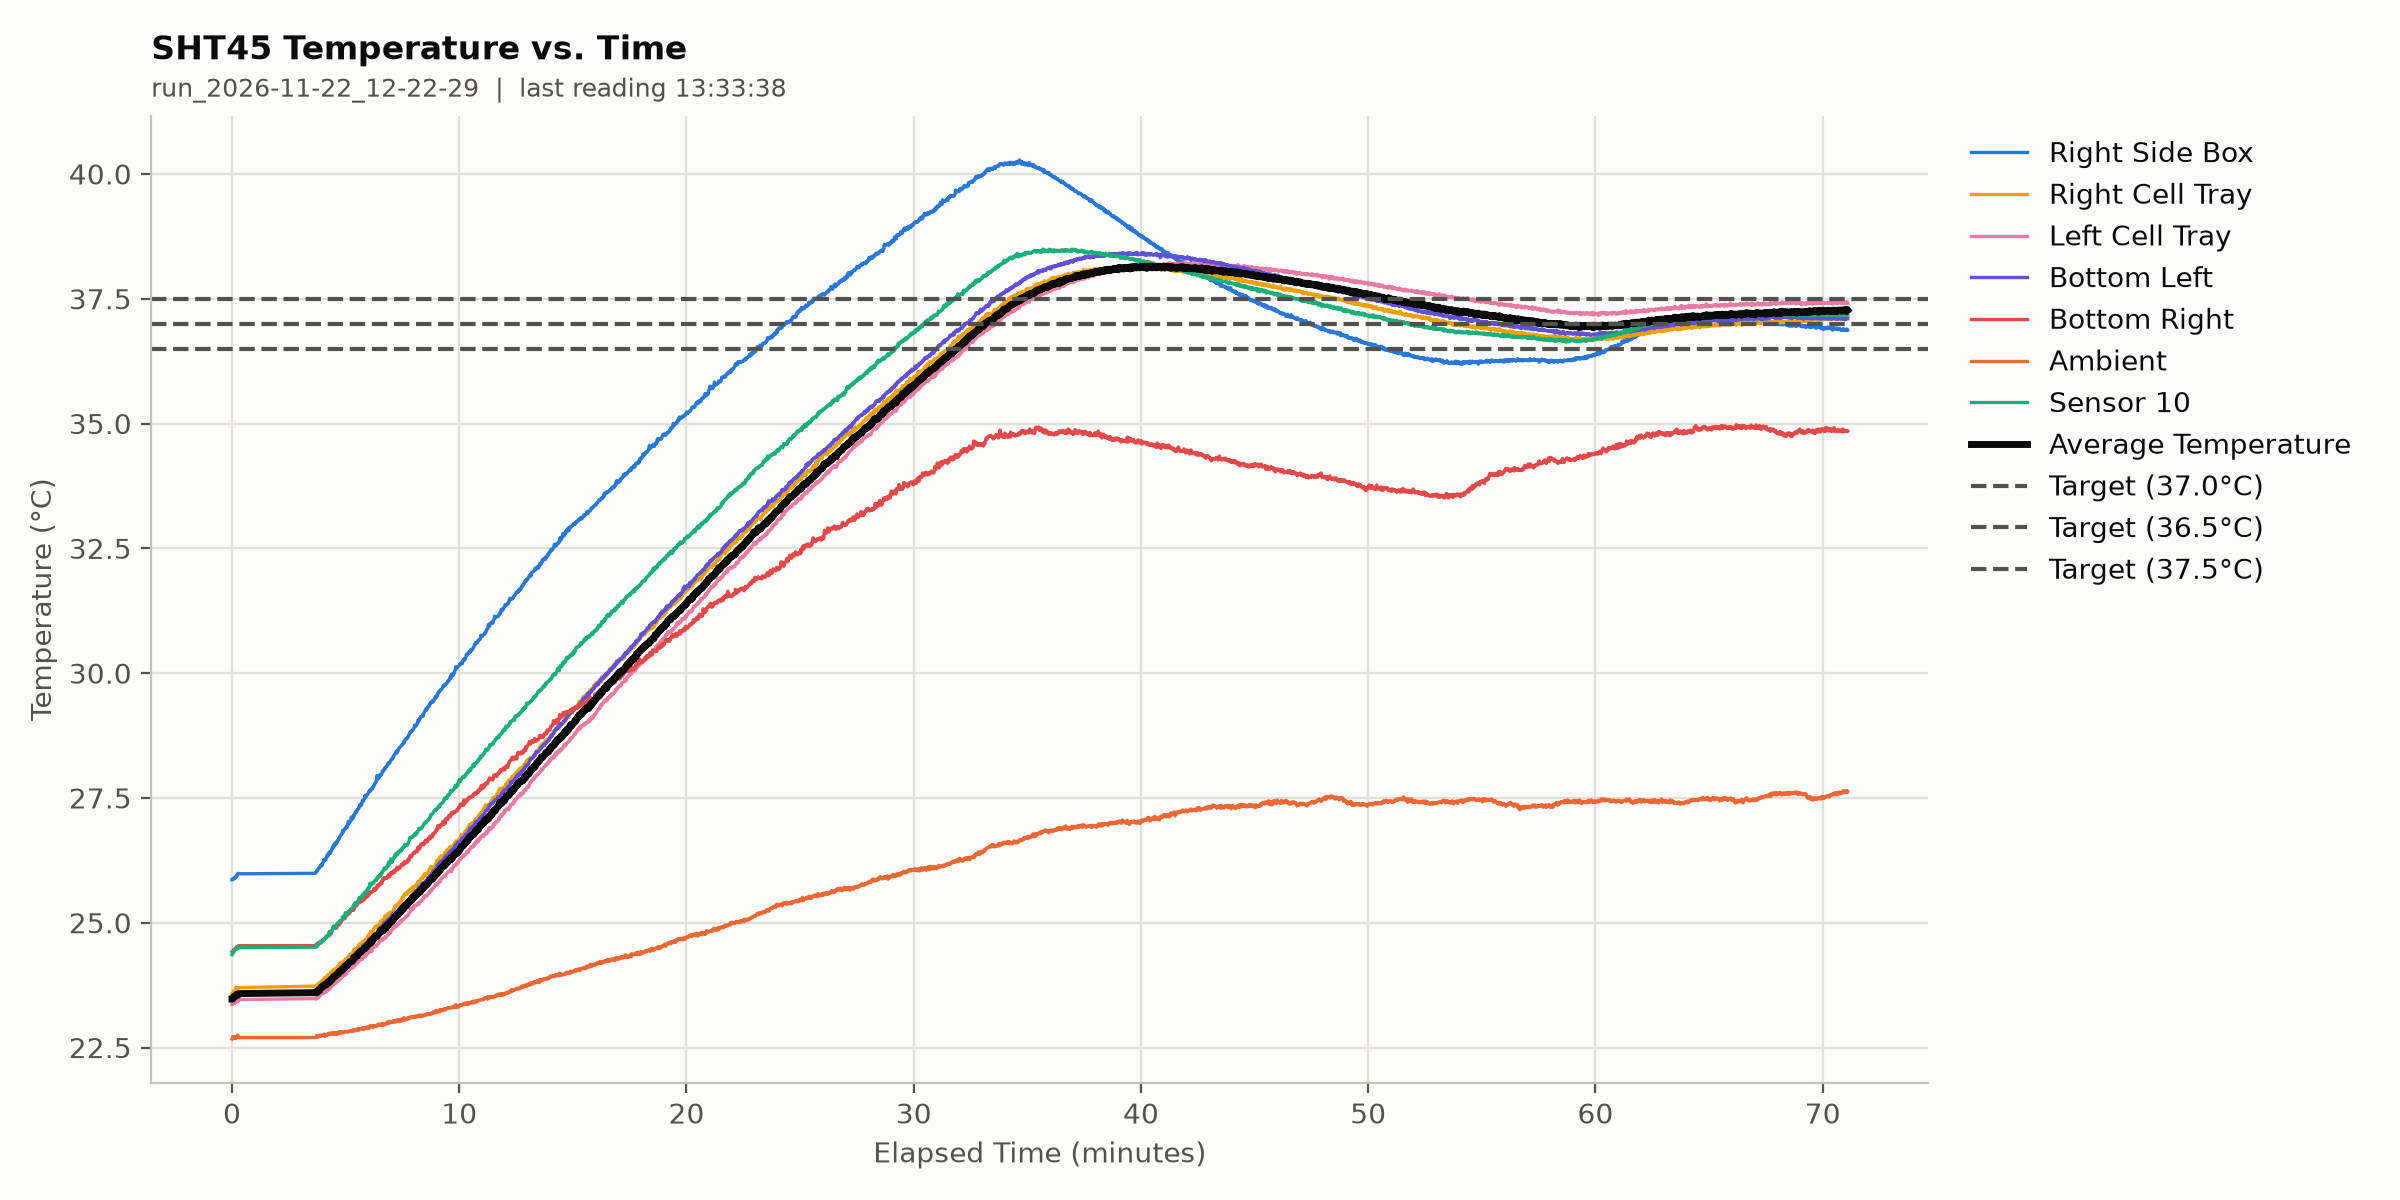 SHT45 Temperature vs. Time
run_2026-11-22_12-22-29 | last reading 13:33:38
Temperature (°C)
40.0
37.5
35.0
32.5
30.0
27.5
25.0
22.5
0 10 20 30 40 50 60 70
Elapsed Time (minutes)
Right Side Box
Right Cell Tray
Left Cell Tray
Bottom Left
Bottom Right
Ambient
Sensor 10
Average Temperature
Target (37.0°C)
Target (36.5°C)
Target (37.5°C)